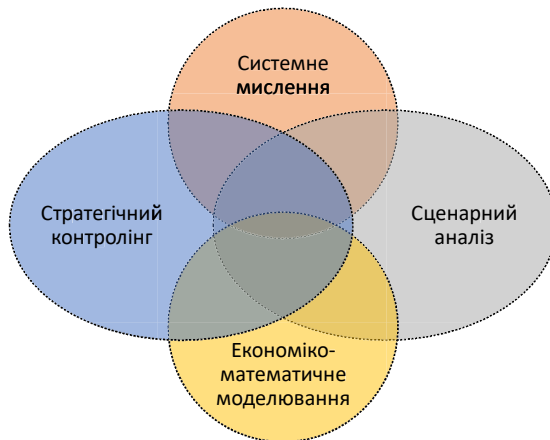 Системне
мислення
Стратегічний
контролінг
Сценарний
аналіз
Економіко-
математичне
моделювання